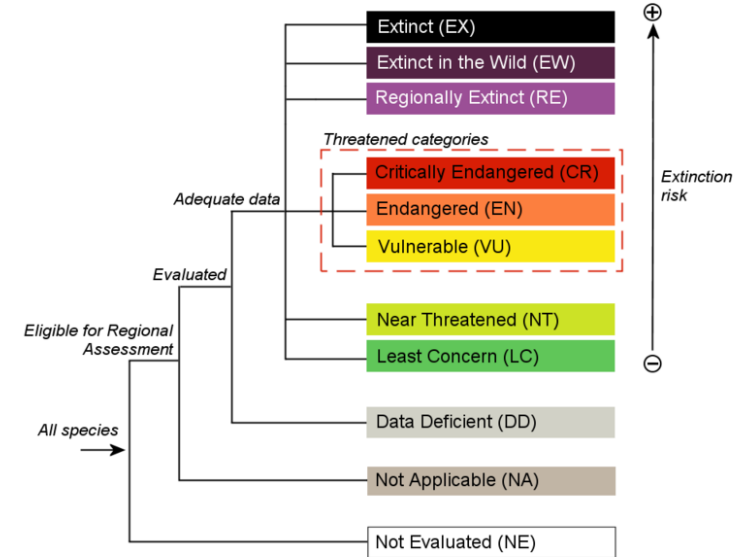 Extinct (EX)
Extinct in the Wild (EW)
Regionally Extinct (RE)
Threatened categories
Critically Endangered (CR)
Extinction
risk
Adequate data
Endangered (EN)
Vulnerable (VU)
Evaluated
Near Threatened (NT)
Eligible for Regional
Assessment
Least Concern (LC)
All species
Data Deficient (DD)
Not Applicable (NA)
Not Evaluated (NE)